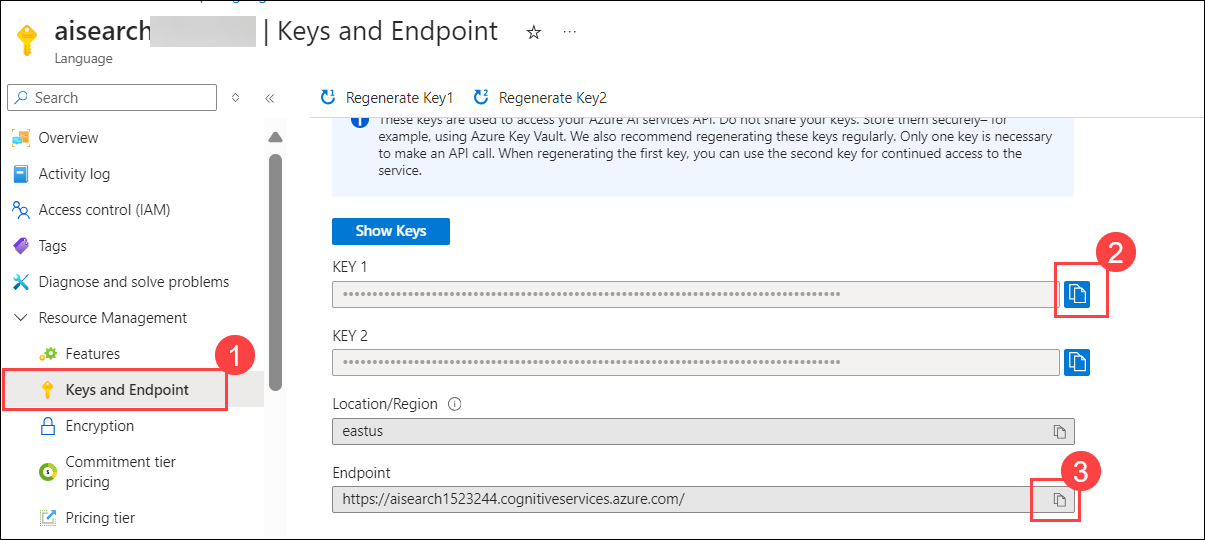 aisearch | Keys and Endpoint
Language
Search
Regenerate Key1 Regenerate Key2
These keys are used to access your Azure AI services API. Do not share your keys. Store them securely– for
example, using Azure Key Vault. We also recommend regenerating these keys regularly. Only one key is necessary
to make an API call. When regenerating the first key, you can use the second key for continued access to the
service.
Overview
Activity log
Access control (IAM)
Tags
Diagnose and solve problems
Resource Management
Features
1
Keys and Endpoint
Encryption
Commitment tier
pricing
Pricing tier
Show Keys
KEY 1
2
KEY 2
Location/Region
eastus
Endpoint
3
https://aisearch1523244.cognitiveservices.azure.com/